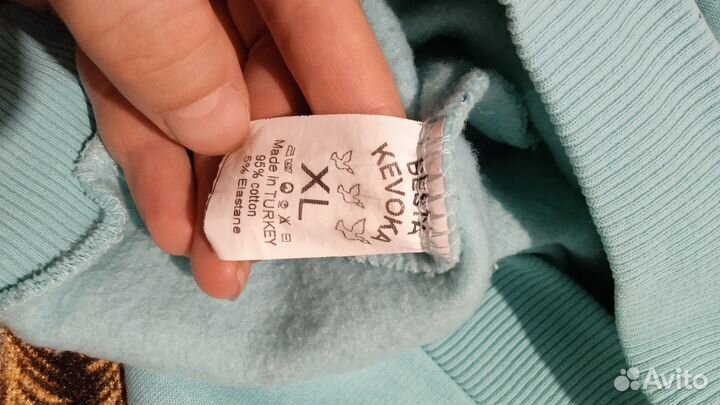 BESTA
KEVOKA
XL
Made in TURKEY
95% cotton
5% Elastane
Avito